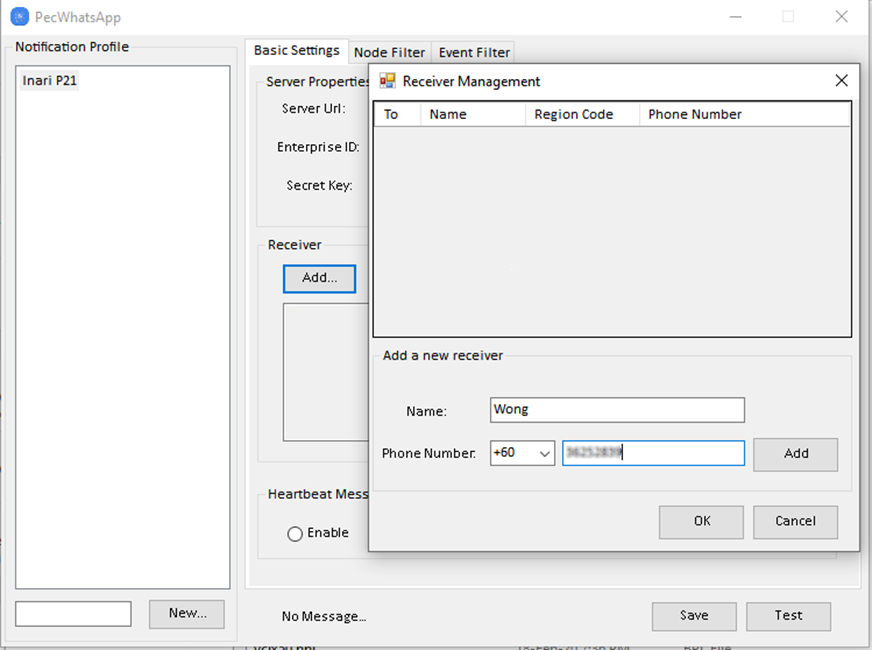 PecWhatsApp
Notification Profile
Inari P21
New...
Basic Settings
Node Filter
Event Filter
Server Properties
Server Url:
Enterprise ID:
Secret Key:
Receiver
Add...
Heartbeat Mess
Enable
No Message...
Save
Test
Receiver Management
To Name Region Code Phone Number
Add a new receiver
Name: Wong
Phone Number: +60
Add
OK
Cancel